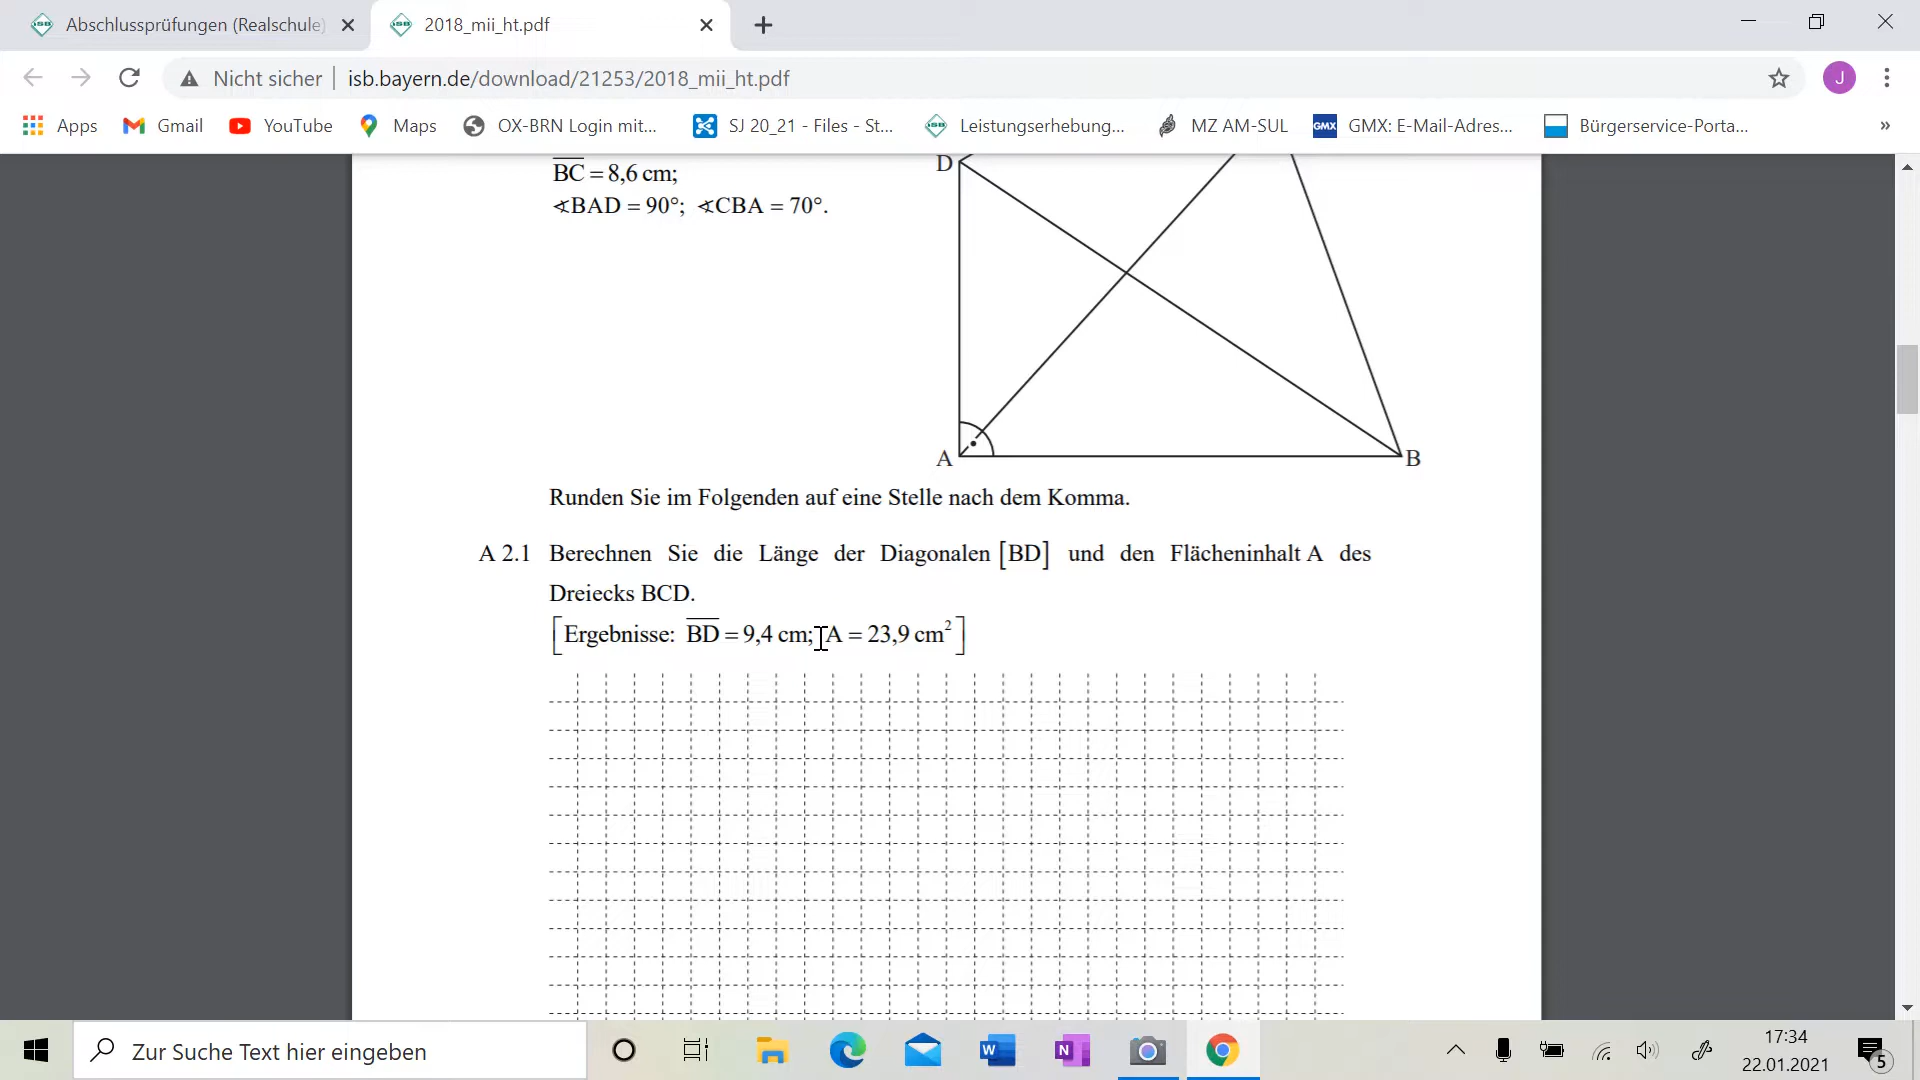 Abschlussprüfungen (Realschule)
2018_mii_ht.pdf
Nicht sicher
isb.bayern.de/download/21253/2018_mii_ht.pdf
J
Apps
Gmail
YouTube
Maps
OX-BRN Login mit...
SJ 20_21 - Files - St...
Leistungserhebung...
MZ AM-SUL
GMX
GMX: E-Mail-Adres...
Bürgerservice-Porta...
»
BC = 8,6 cm;
∢BAD = 90°; ∢CBA = 70°.
D
A
B
Runden Sie im Folgenden auf eine Stelle nach dem Komma.
A 2.1 Berechnen Sie die Länge der Diagonalen [BD] und den Flächeninhalt A des
Dreiecks BCD.
[Ergebnisse: BD = 9,4 cm; A = 23,9 cm²]
Zur Suche Text hier eingeben
W
N
17:34
22.01.2021
5